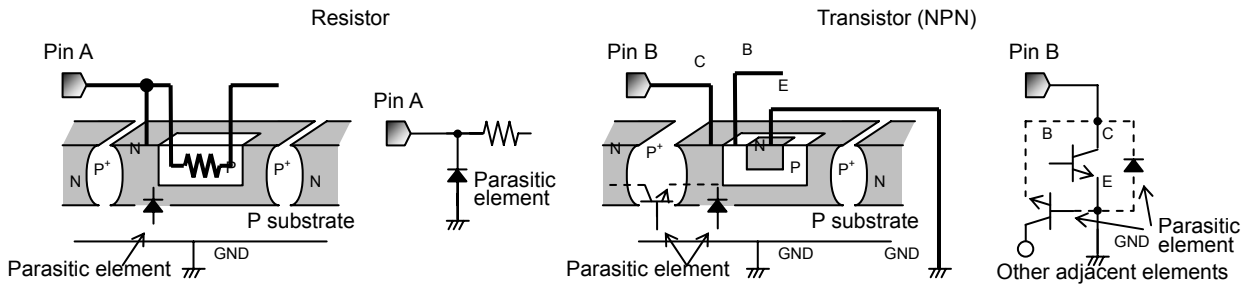 Resistor
Transistor (NPN)
Pin A
Pin B
C
B
E
Pin B
Pin A
N
P+
N
P
P+
N
Parasitic
element
P substrate
GND
Parasitic element
N
P+
N
P
P+
N
P substrate
GND
GND
Parasitic element
B
C
E
GND
Parasitic
element
Other adjacent elements